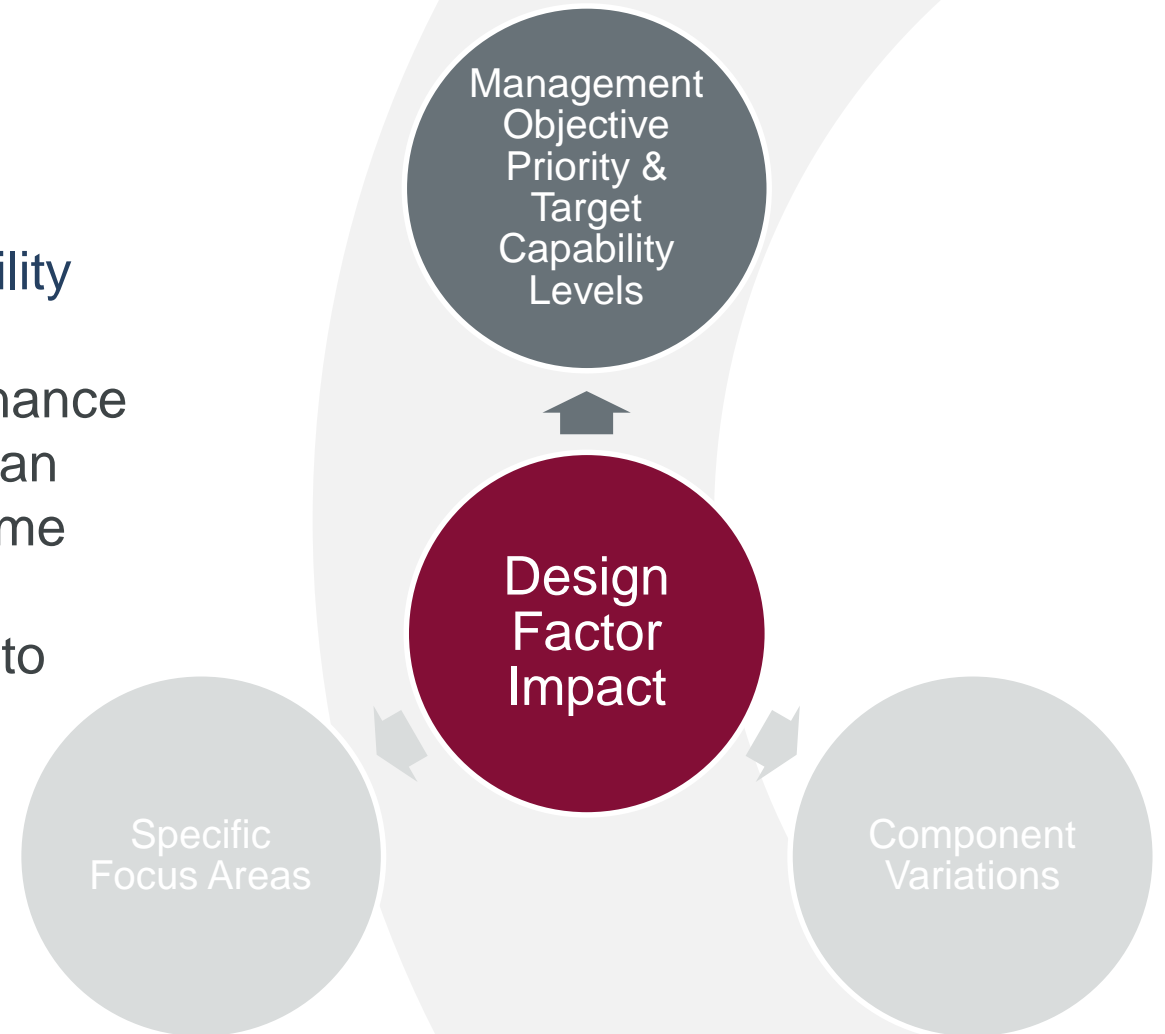 Management
Objective
Priority &
Target
Capability
Levels
ility
nance
an
me
to
Design
Factor
Impact
Specific
Focus Areas
Component
Variations